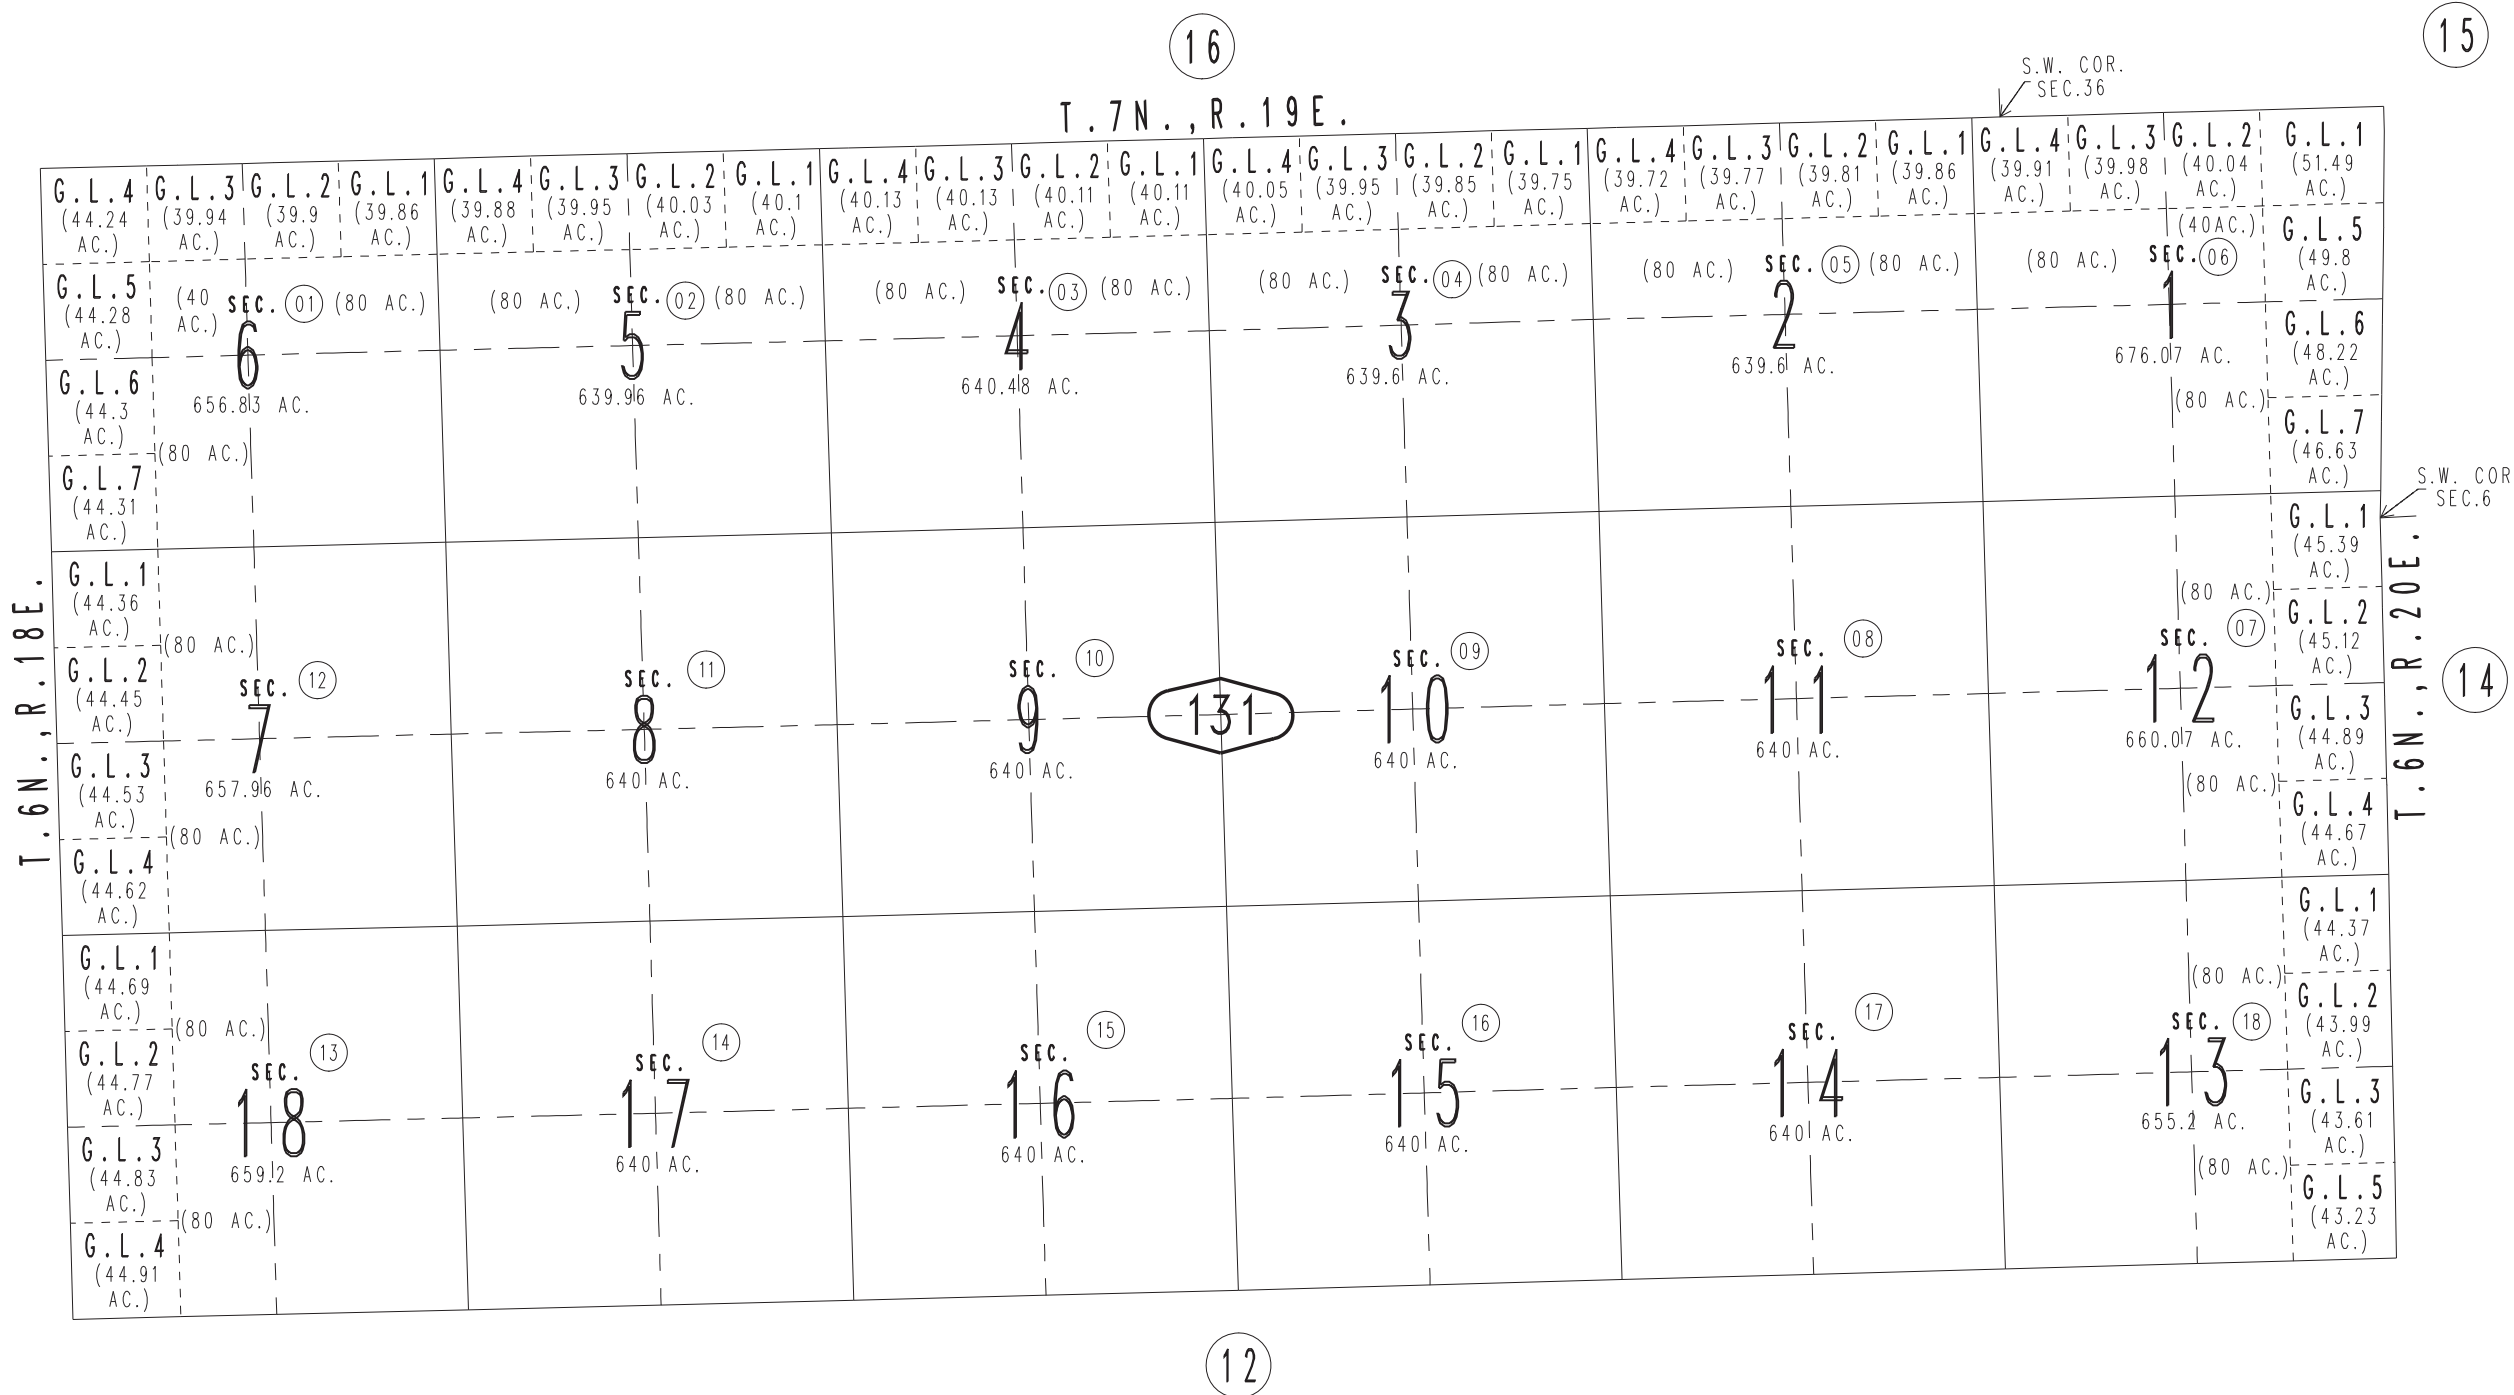 16
15
S.W. COR.
SEC.36
T.7N.,R.19E.
G.L.4
(44.24
AC.)
G.L.3
(39.94
AC.)
G.L.2
(39.9
AC.)
G.L.1
(39.86
AC.)
G.L.4
(39.88
AC.)
G.L.3
(39.95
AC.)
G.L.2
(40.03
AC.)
G.L.1
(40.1
AC.)
G.L.4
(40.13
AC.)
G.L.3
(40.13
AC.)
G.L.2
(40.11
AC.)
G.L.1
(40.11
AC.)
G.L.4
(40.05
AC.)
G.L.3
(39.95
AC.)
G.L.2
(39.85
AC.)
G.L.1
(39.75
AC.)
G.L.4
(39.72
AC.)
G.L.3
(39.77
AC.)
G.L.2
(39.81
AC.)
G.L.1
(39.86
AC.)
G.L.4
(39.91
AC.)
G.L.3
(39.98
AC.)
G.L.2
(40.04
AC.)
G.L.1
(51.49
AC.)
G.L.5
(44.28
AC.)
(40
AC.)
SEC.
01
(80 AC.)
6
656.83 AC.
(80 AC.)
SEC.
02
(80 AC.)
5
639.96 AC.
(80 AC.)
SEC.
03
(80 AC.)
4
640.48 AC.
(80 AC.)
SEC.
04
(80 AC.)
3
639.6 AC.
(80 AC.)
SEC.
05
(80 AC.)
2
639.6 AC.
(80 AC.)
(40AC.)
SEC.
06
1
676.07 AC.
G.L.5
(49.8
AC.)
G.L.6
(44.3
AC.)
(80 AC.)
G.L.7
(44.31
AC.)
G.L.6
(48.22
AC.)
(80 AC.)
G.L.7
(46.63
AC.)
S.W. COR
SEC.6
T.6N.,R.18E.
G.L.1
(44.36
AC.)
(80 AC.)
G.L.2
(44.45
AC.)
SEC.
12
7
657.96 AC.
G.L.3
(44.53
AC.)
(80 AC.)
G.L.4
(44.62
AC.)
SEC.
11
8
640 AC.
SEC.
10
9
640 AC.
131
SEC.
09
10
640 AC.
SEC.
08
11
640 AC.
SEC.
07
12
660.07 AC.
G.L.1
(45.39
AC.)
(80 AC.)
G.L.2
(45.12
AC.)
G.L.3
(44.89
AC.)
(80 AC.)
G.L.4
(44.67
AC.)
T.6N.,R.20E.
14
G.L.1
(44.69
AC.)
(80 AC.)
G.L.2
(44.77
AC.)
SEC.
13
18
659.2 AC.
G.L.3
(44.83
AC.)
(80 AC.)
G.L.4
(44.91
AC.)
SEC.
14
17
640 AC.
SEC.
15
16
640 AC.
SEC.
16
15
640 AC.
SEC.
17
14
640 AC.
SEC.
18
13
655.2 AC.
G.L.1
(44.37
AC.)
(80 AC.)
G.L.2
(43.99
AC.)
G.L.3
(43.61
AC.)
(80 AC.)
G.L.5
(43.23
AC.)
12